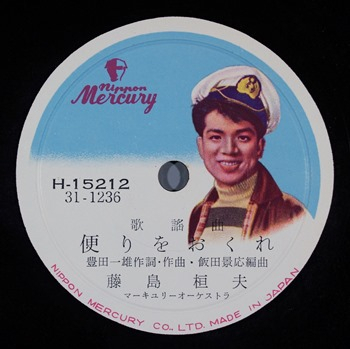 Nippon
Mercury
H-15212
31-1236
歌謡曲
便りをおくれ
豊田一雄作詞・作曲・飯田景応編曲
藤島桓夫
マーキュリーオーケストラ
NIPPON MERCURY CO., LTD. MADE IN JAPAN